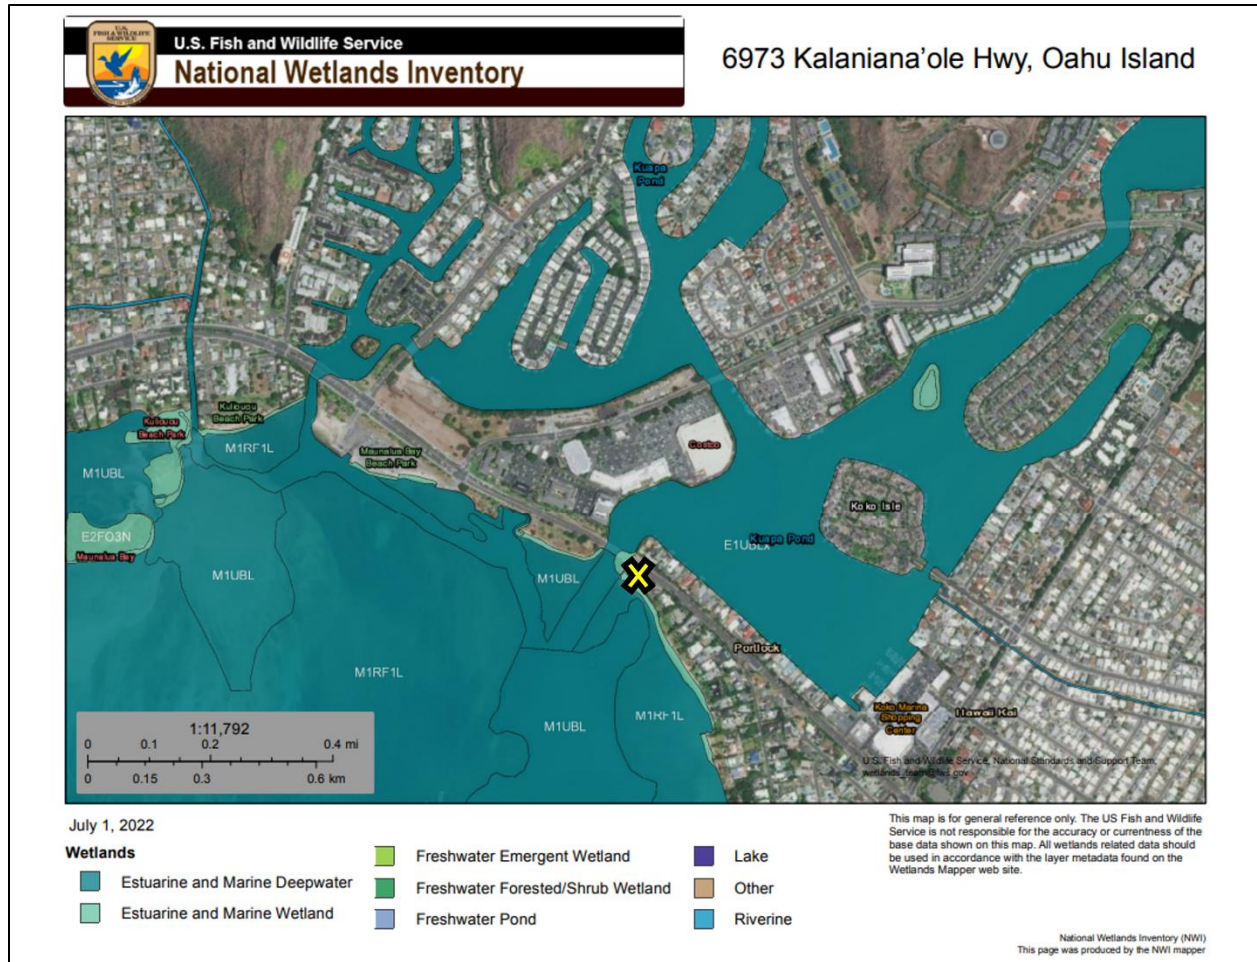 U.S.
FISH & WILDLIFE
SERVICE
U.S. Fish and Wildlife Service
National Wetlands Inventory
6973 Kalaniana’ole Hwy, Oahu Island
Kuapa
Pond
Kuliouou
Beach Park
Kuliouou
Beach Park
M1RF1L
Maunalua Bay
Beach Park
Costco
M1UBL
Koko Isle
E2FO3N
Maunalua Bay
E1UBLx
Kuapa Pond
M1UBL
M1UBL
X
Portlock
M1RF1L
M1RF1L
M1UBL
Koko Marina
Shopping
Center
Hawaii Kai
1:11,792
0 0.1 0.2 0.4 mi
0 0.15 0.3 0.6 km
U.S. Fish and Wildlife Service, National Standards and Support Team,
wetlands_team@fws.gov
July 1, 2022
This map is for general reference only. The US Fish and Wildlife
Service is not responsible for the accuracy or currentness of the
base data shown on this map. All wetlands related data should
be used in accordance with the layer metadata found on the
Wetlands Mapper web site.
Wetlands
Estuarine and Marine Deepwater
Estuarine and Marine Wetland
Freshwater Emergent Wetland
Freshwater Forested/Shrub Wetland
Freshwater Pond
Lake
Other
Riverine
National Wetlands Inventory (NWI)
This page was produced by the NWI mapper